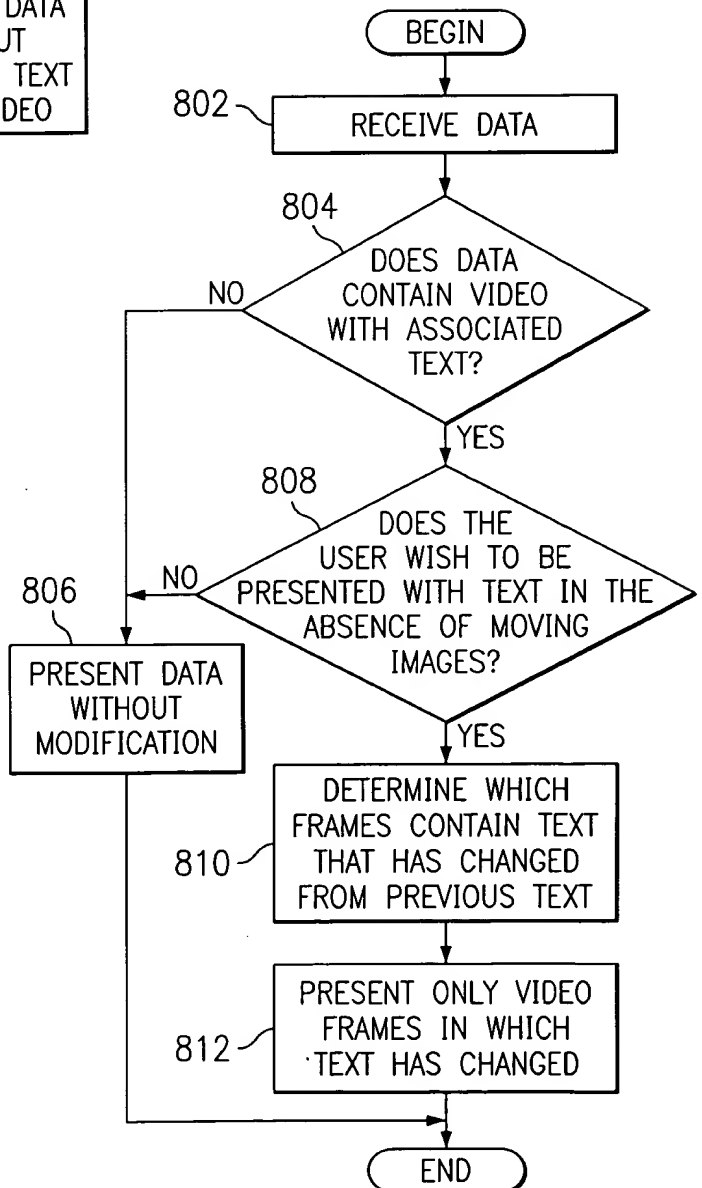 DATA
UT
TEXT
DEO
BEGIN
802
RECEIVE DATA
804
DOES DATA
CONTAIN VIDEO
WITH ASSOCIATED
TEXT?
NO
YES
808
DOES THE
USER WISH TO BE
PRESENTED WITH TEXT IN THE
ABSENCE OF MOVING
IMAGES?
NO
806
PRESENT DATA
WITHOUT
MODIFICATION
YES
810
DETERMINE WHICH
FRAMES CONTAIN TEXT
THAT HAS CHANGED
FROM PREVIOUS TEXT
812
PRESENT ONLY VIDEO
FRAMES IN WHICH
TEXT HAS CHANGED
END